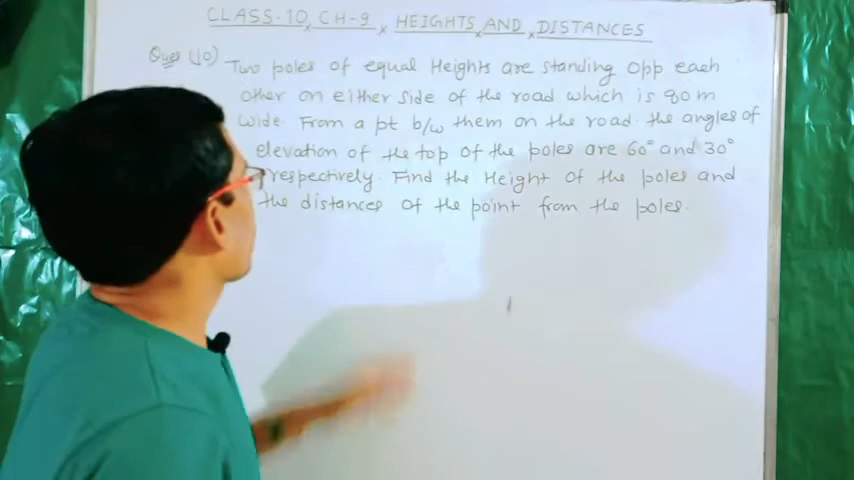 CLASS-10, CH-9, HEIGHTS AND DISTANCES
Ques (10) Two poles of equal Heights are standing opp each
other on either side of the road which is 80 m
wide. From a pt b/w them on the road. the angles of
elevation of the top of the poles are 60° and 30°
respectively. Find the Height of the poles and
the distances of the point from the poles.